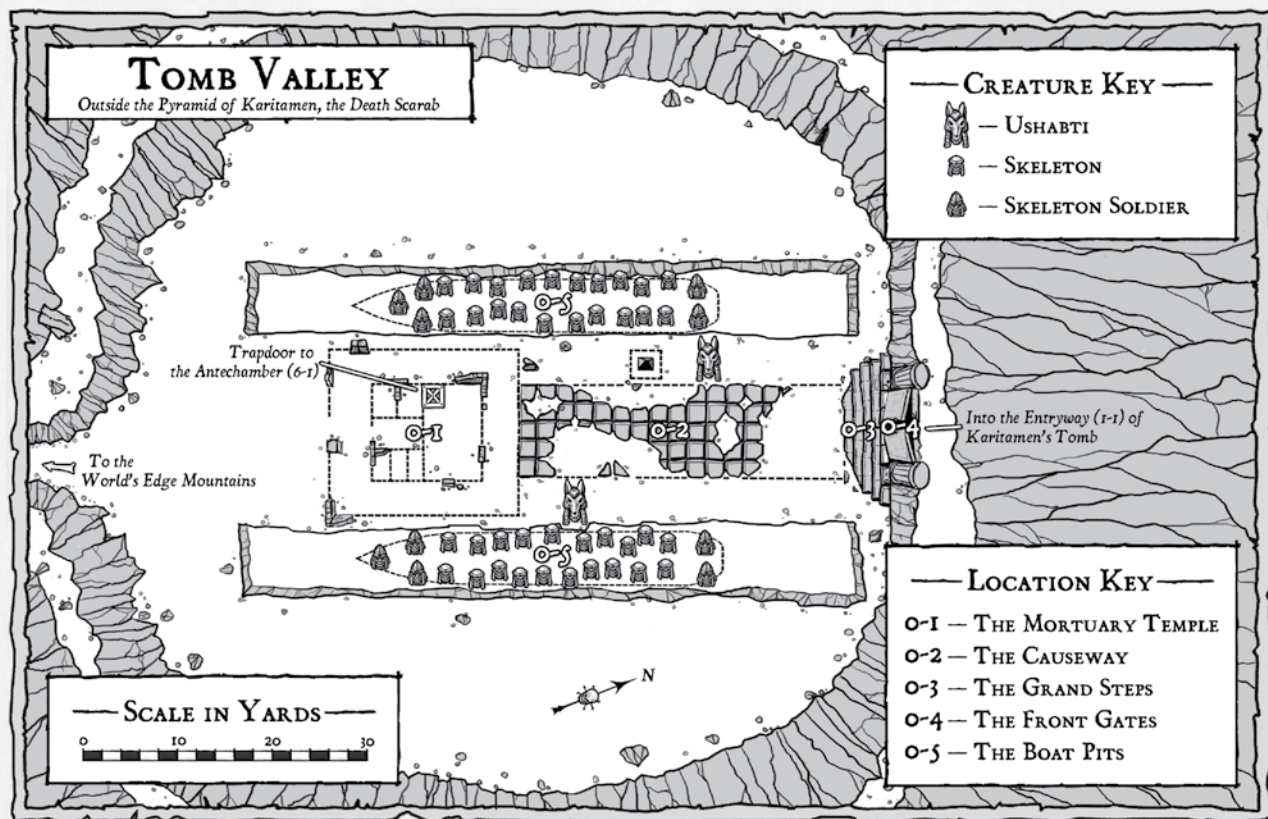 Tomb Valley
Outside the Pyramid of Karitamen, the Death Scarab
Creature Key
– Ushabti
– Skeleton
– Skeleton Soldier
0-5
Trapdoor to
the Antechamber (6-1)
0-1
0-2
0-3
0-4
Into the Entryway (1-1) of
Karitamen's Tomb
To the
World's Edge Mountains
0-5
N
Scale in Yards
0 10 20 30
Location Key
0-1 – The Mortuary Temple
0-2 – The Causeway
0-3 – The Grand Steps
0-4 – The Front Gates
0-5 – The Boat Pits